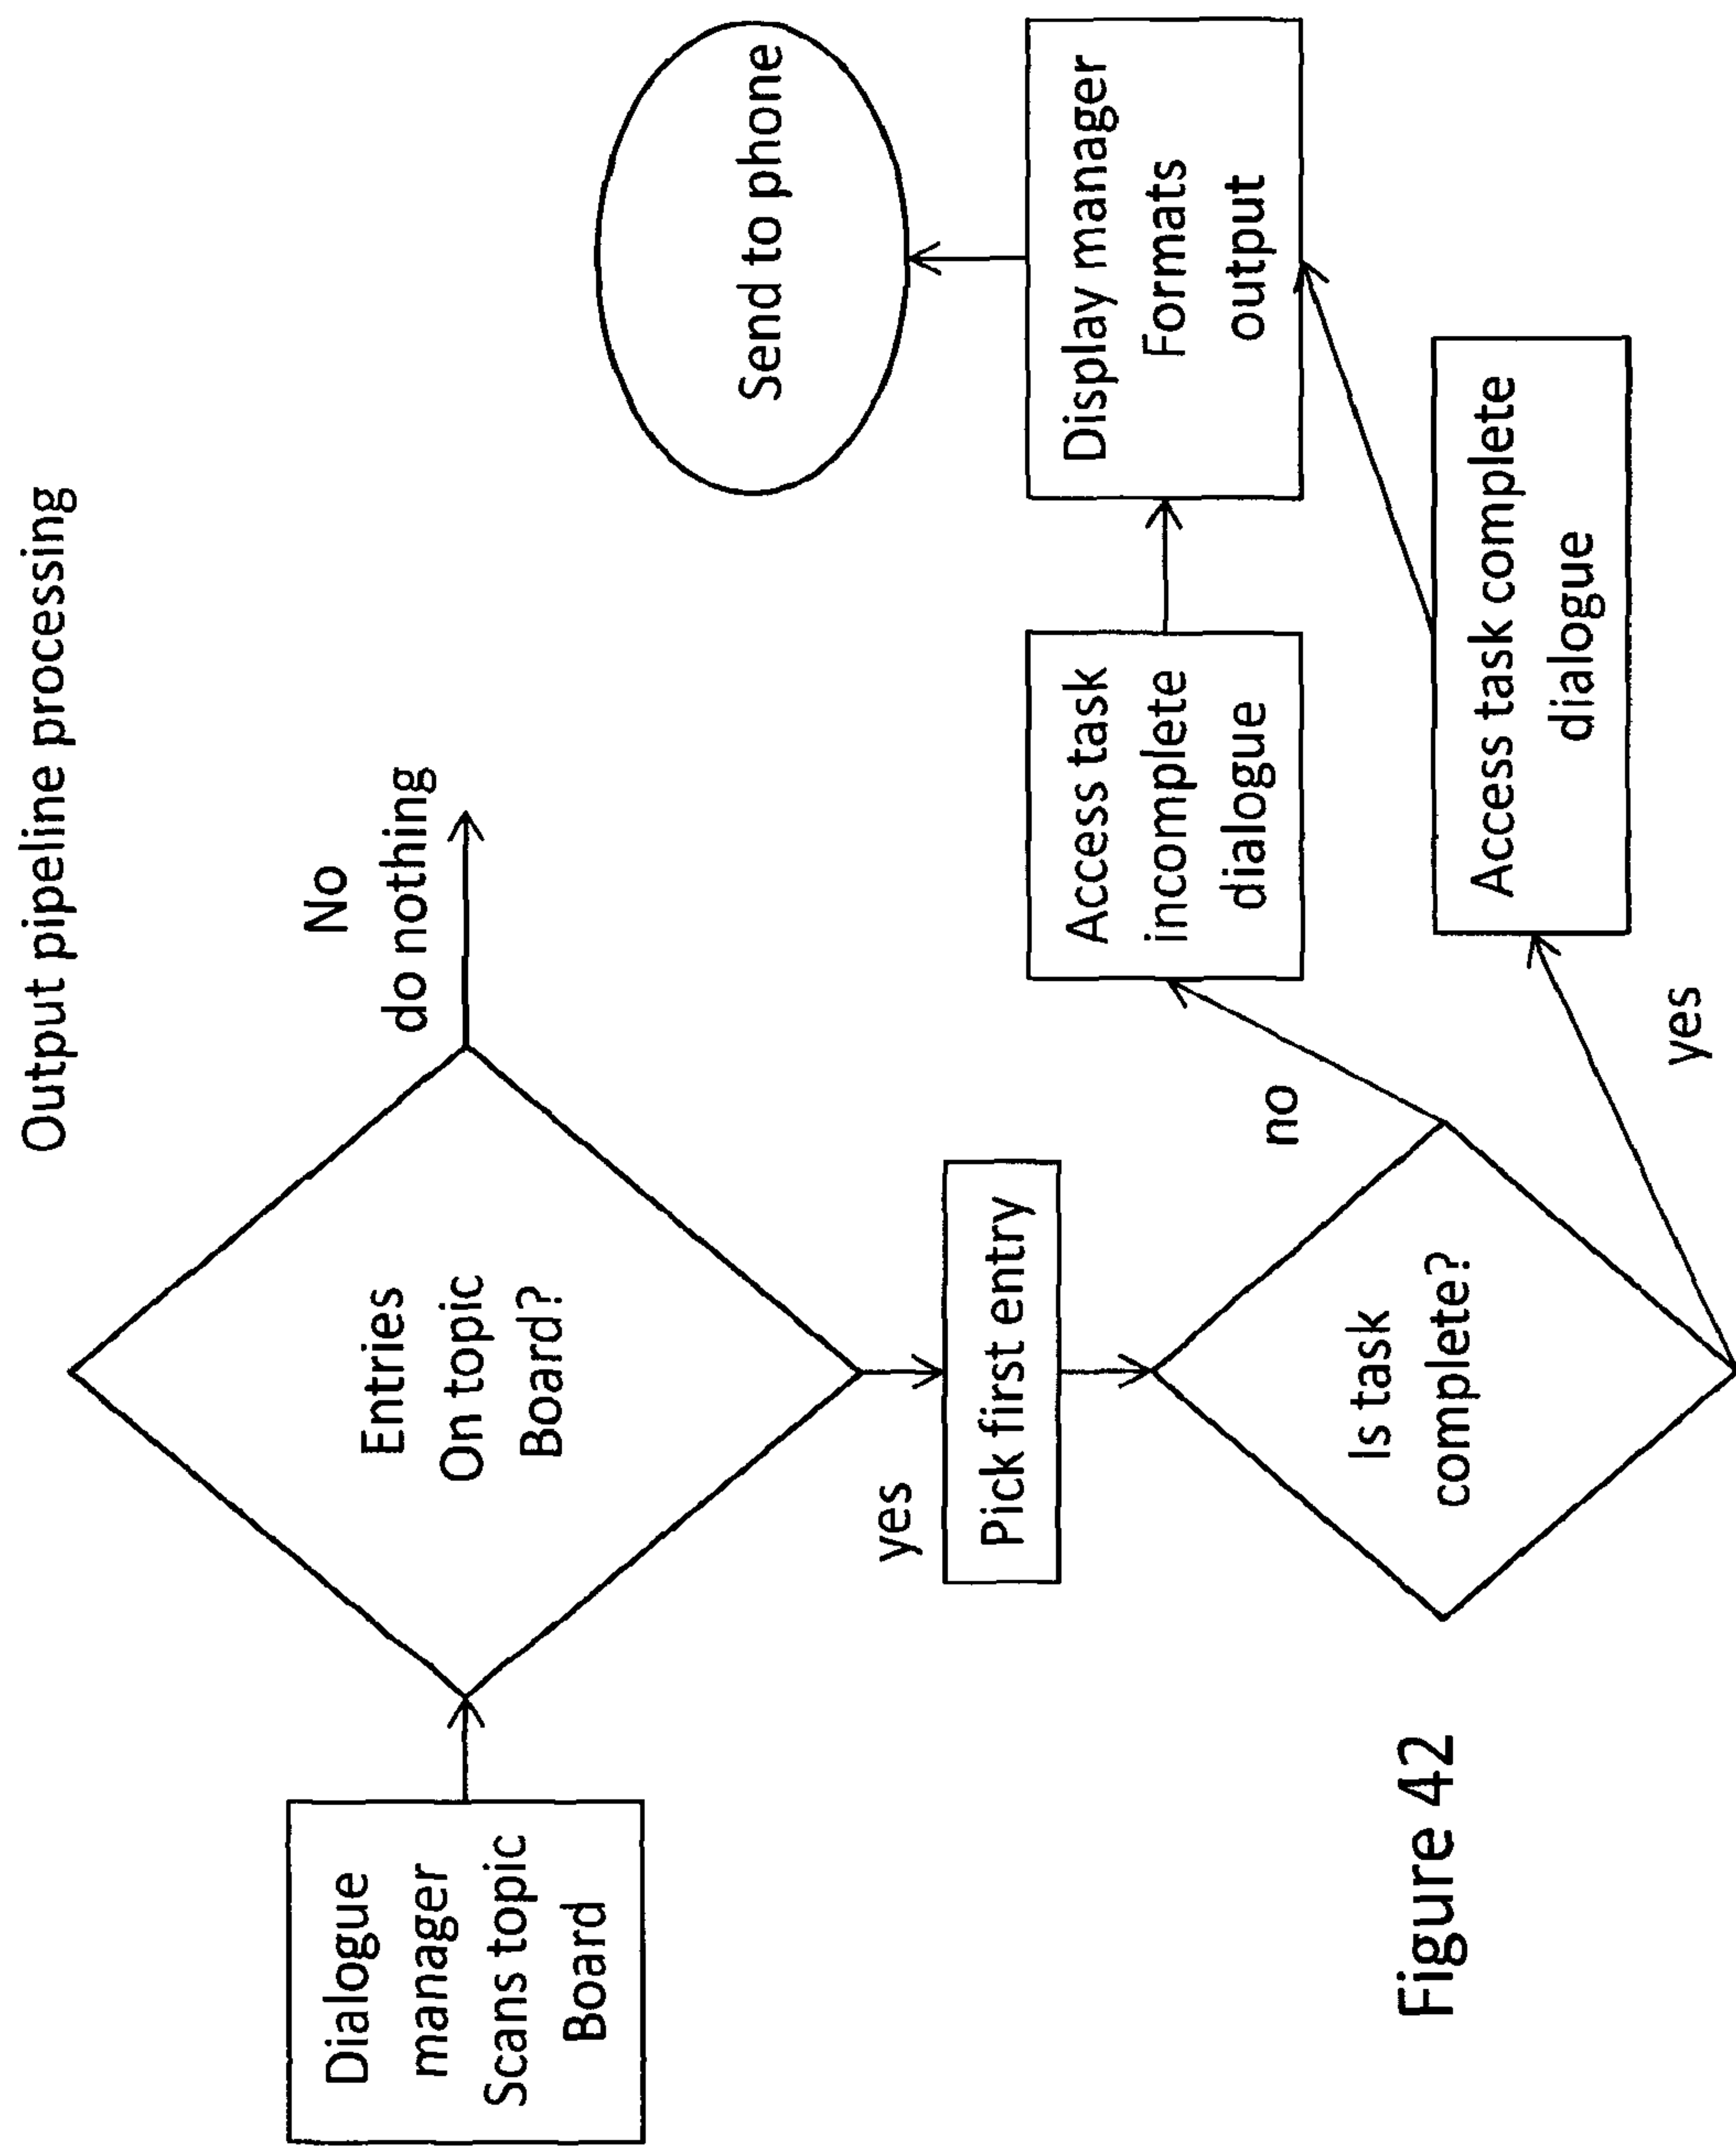 Output pipeline processing
Dialogue
manager
Scans topic
Board
Entries
On topic
Board?
No
do nothing
yes
Pick first entry
Is task
complete?
no
yes
Access task
incomplete
dialogue
Access task complete
dialogue
Display manager
Formats
output
Send to phone
Figure 42